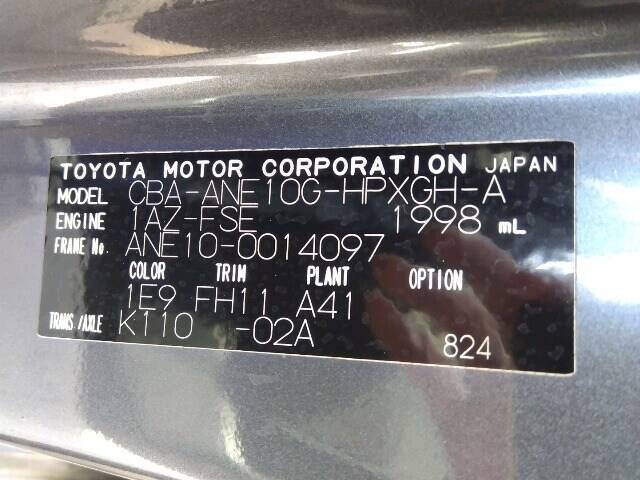 TOYOTA MOTOR CORPORATION JAPAN
MODEL CBA-ANE10G-HPXGH-A
ENGINE 1AZ-FSE 1998 mL
FRAME No. ANE10-0014097
COLOR TRIM PLANT OPTION
1E9 FH11 A41
TRANS./AXLE K110 -02A
824